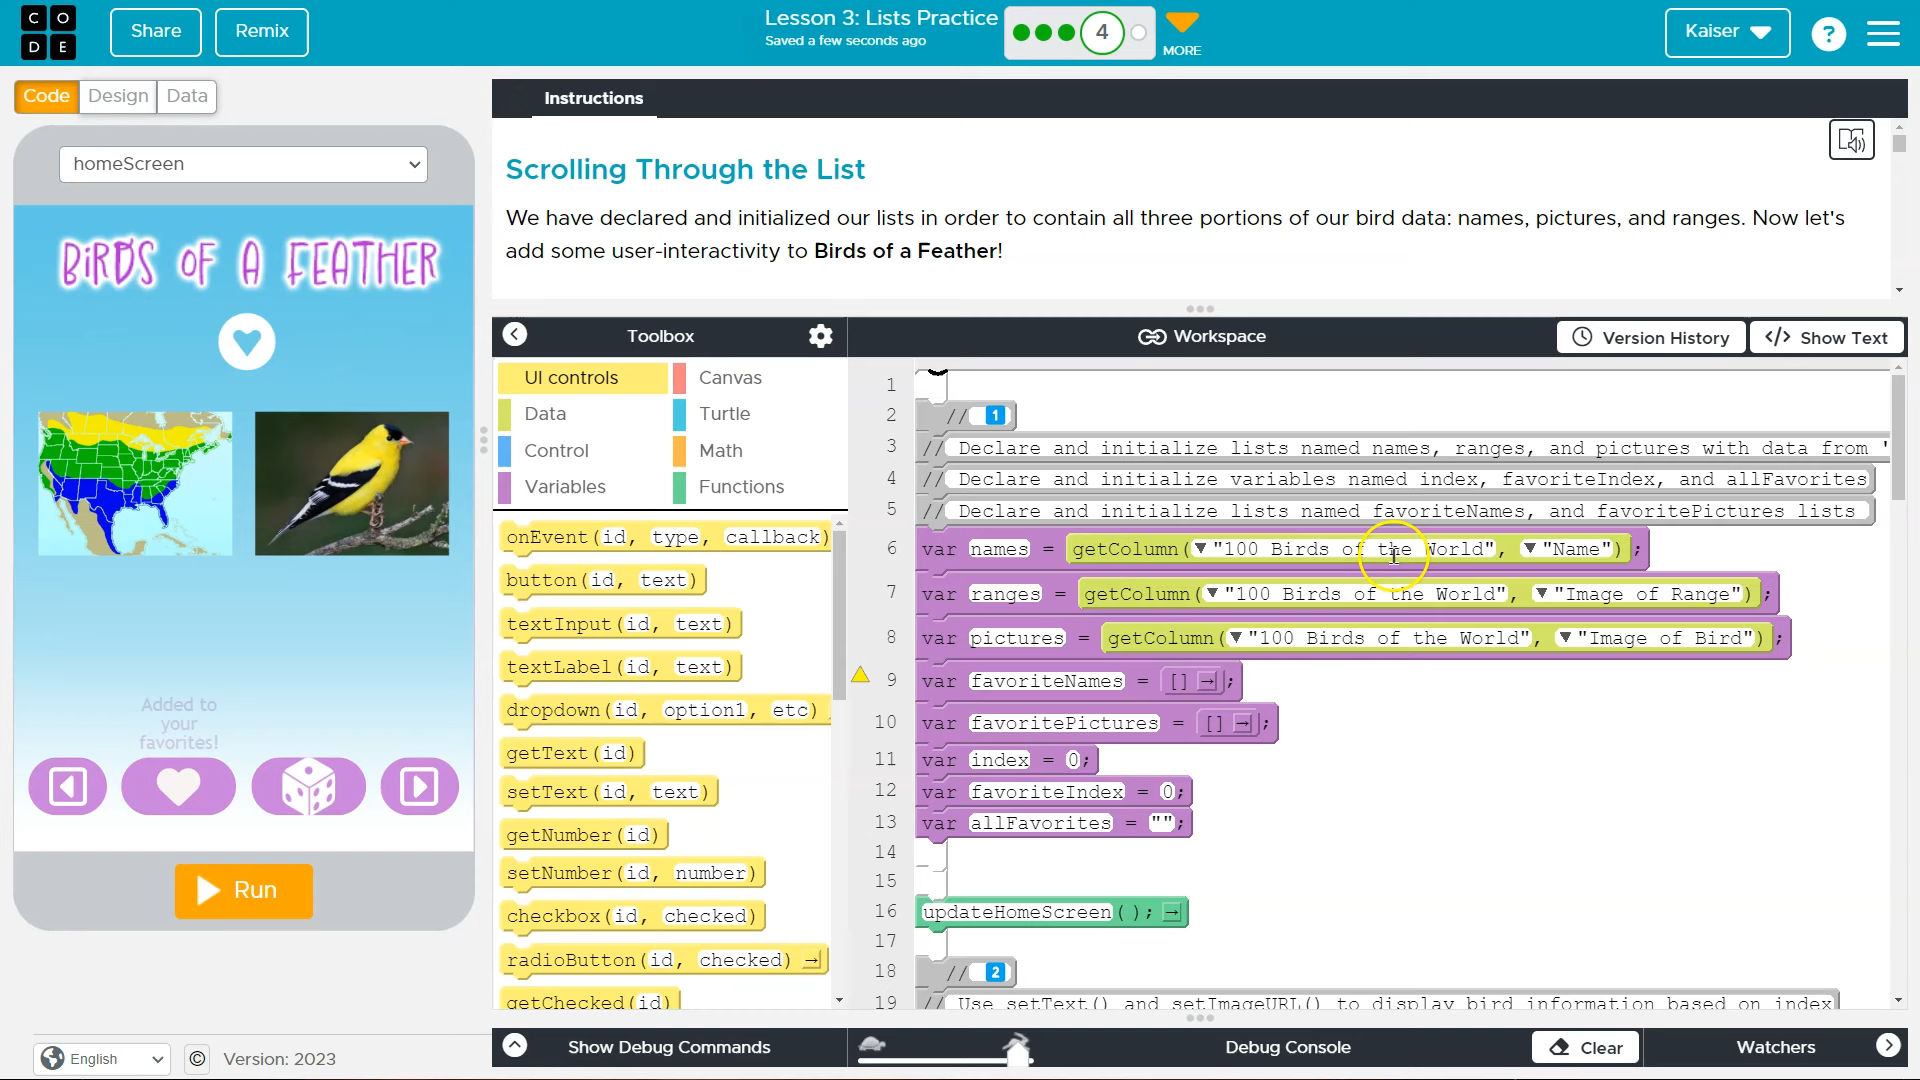 CODE
Share
Remix
Lesson 3: Lists Practice
Saved a few seconds ago
4
MORE
Kaiser
?
Code
Design
Data
homeScreen
BIRDS OF A FEATHER
Added to
your
favorites!
Run
English
©
Version: 2023
Instructions
Scrolling Through the List
We have declared and initialized our lists in order to contain all three portions of our bird data: names, pictures, and ranges. Now let's
add some user-interactivity to Birds of a Feather!
Toolbox
Workspace
Version History
</> Show Text
UI controls
Canvas
Data
Turtle
Control
Math
Variables
Functions
onEvent(id, type, callback)
button(id, text)
textInput(id, text)
textLabel(id, text)
dropdown(id, option1, etc)
getText(id)
setText(id, text)
getNumber(id)
setNumber(id, number)
checkbox(id, checked)
radioButton(id, checked) →
getChecked(id)
1
2 // 1
3 // Declare and initialize lists named names, ranges, and pictures with data from '
4 // Declare and initialize variables named index, favoriteIndex, and allFavorites
5 // Declare and initialize lists named favoriteNames, and favoritePictures lists
6 var names = getColumn(▼"100 Birds of the World", ▼"Name");
7 var ranges = getColumn(▼"100 Birds of the World", ▼"Image of Range");
8 var pictures = getColumn(▼"100 Birds of the World", ▼"Image of Bird");
9 var favoriteNames = [] →;
10 var favoritePictures = [] →;
11 var index = 0;
12 var favoriteIndex = 0;
13 var allFavorites = "";
14
15
16 updateHomeScreen(); →
17
18 // 2
19 // Use setText() and setImageURL() to display bird information based on index
Show Debug Commands
Debug Console
Clear
Watchers